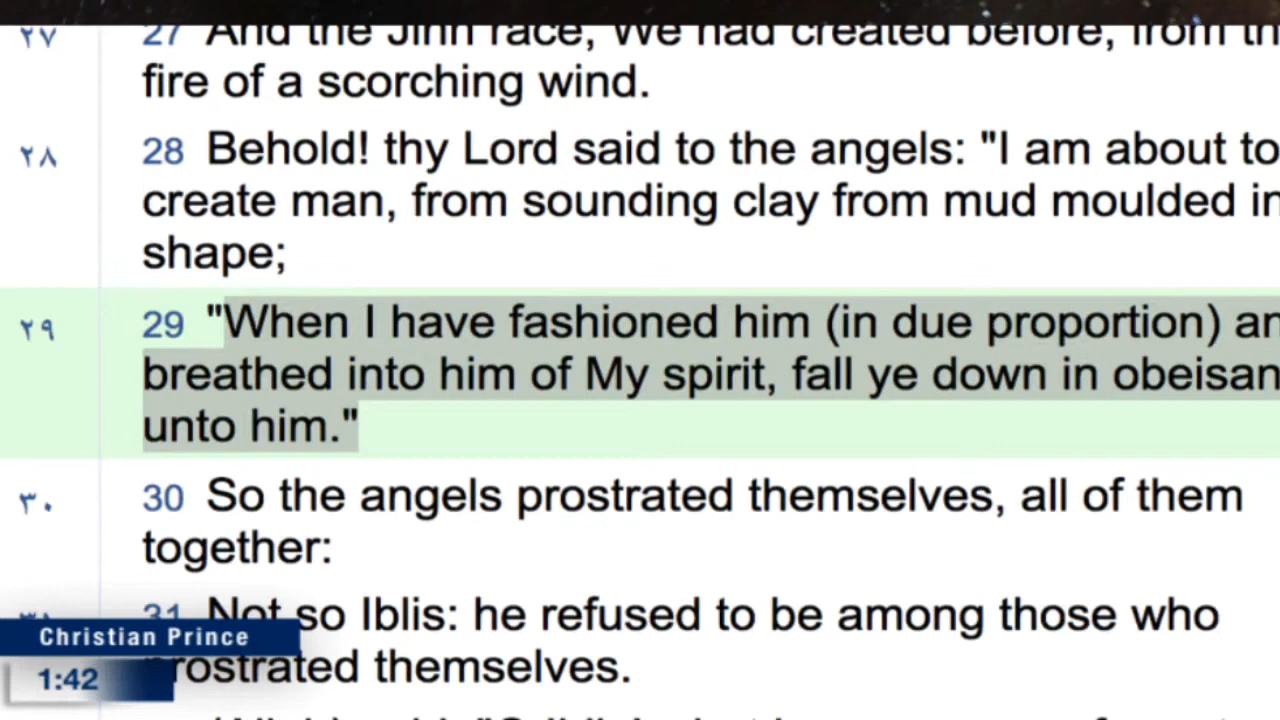 ٢٧ 27 And the Jinn race, We had created before, from th
fire of a scorching wind.
٢٨ 28 Behold! thy Lord said to the angels: "I am about to
create man, from sounding clay from mud moulded in
shape;
٢٩ 29 "When I have fashioned him (in due proportion) an
breathed into him of My spirit, fall ye down in obeisan
unto him."
٣٠ 30 So the angels prostrated themselves, all of them
together:
31 Not so Iblis: he refused to be among those who
prostrated themselves.
Christian Prince
1:42